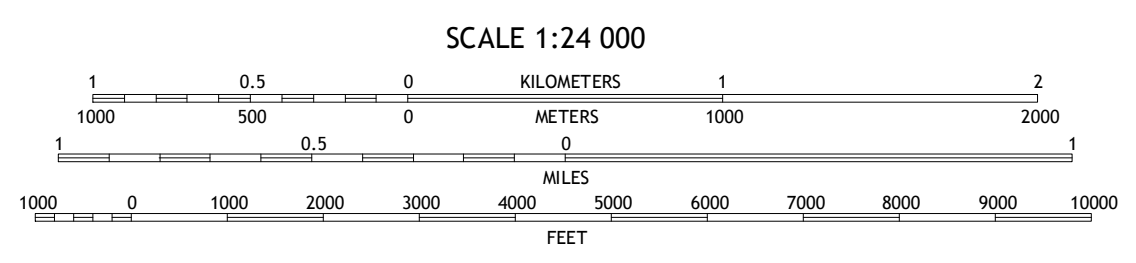 SCALE 1:24 000
1 0.5 0 KILOMETERS 1 2
1000 500 0 METERS 1000 2000
1 0.5 0 1
MILES
1000 0 1000 2000 3000 4000 5000 6000 7000 8000 9000 10000
FEET